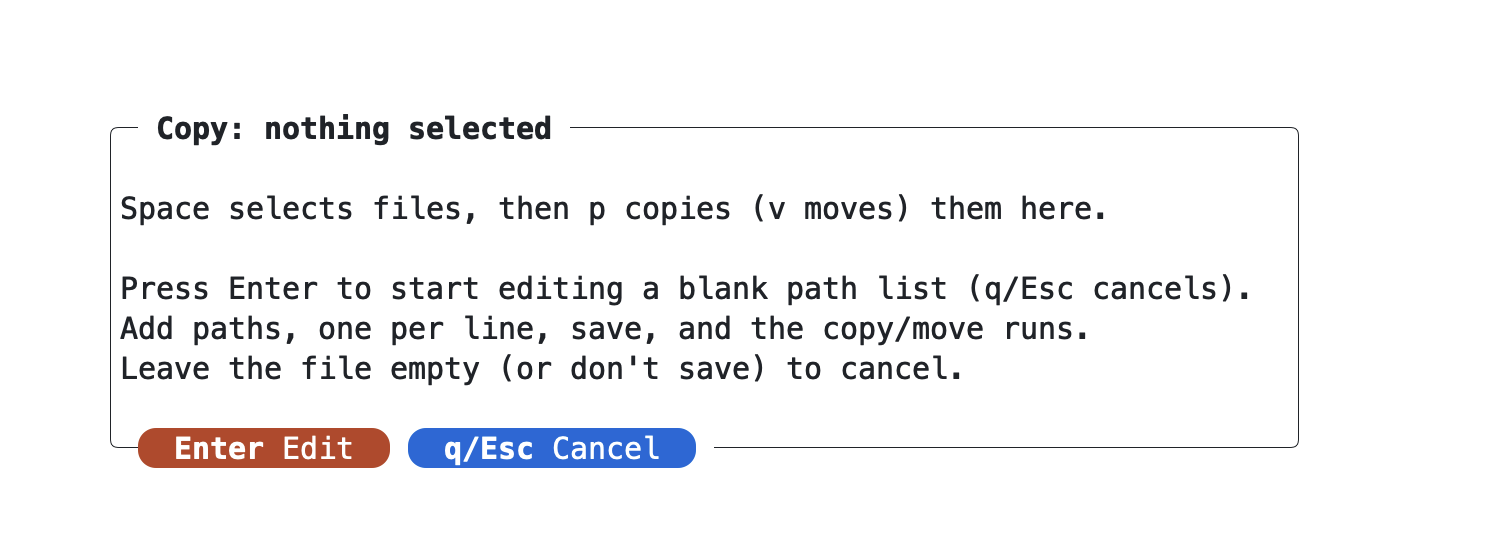 Copy: nothing selected
Space selects files, then p copies (v moves) them here.
Press Enter to start editing a blank path list (q/Esc cancels).
Add paths, one per line, save, and the copy/move runs.
Leave the file empty (or don't save) to cancel.
Enter Edit q/Esc Cancel